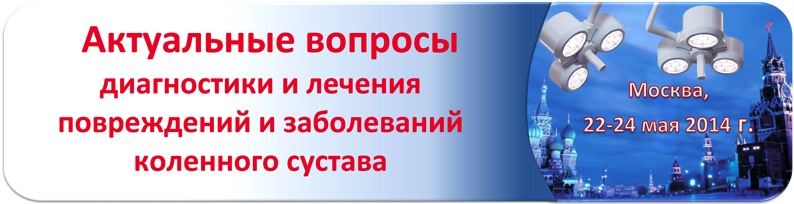 Актуальные вопросы
диагностики и лечения
повреждений и заболеваний
коленного сустава
Москва,
22-24 мая 2014 г.